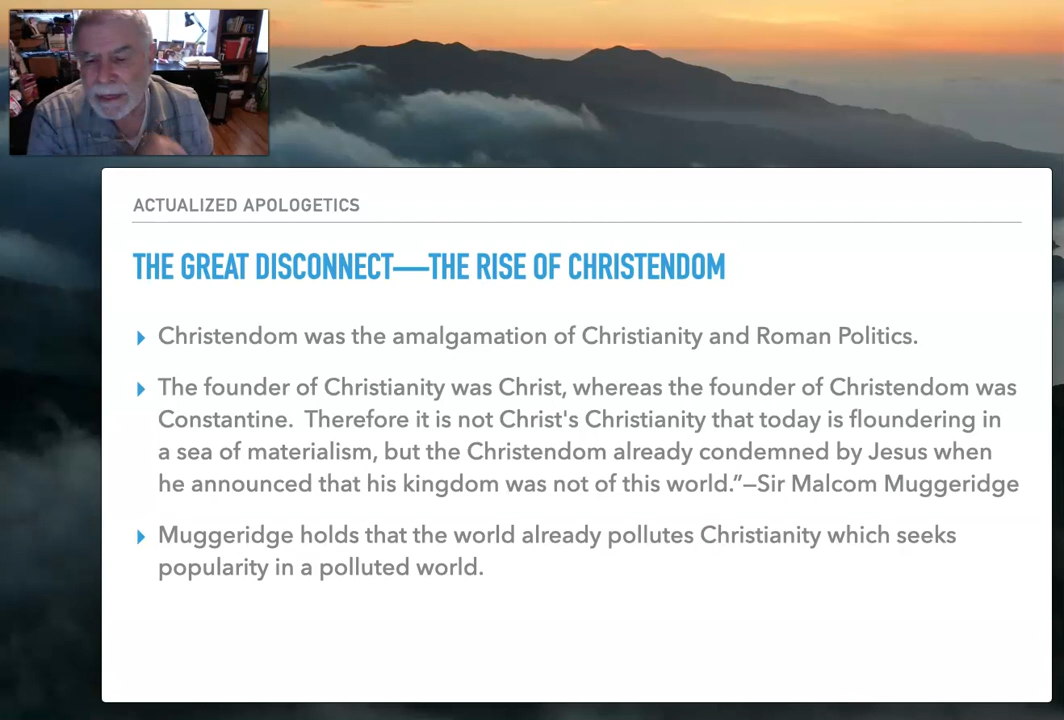 ACTUALIZED APOLOGETICS
THE GREAT DISCONNECT—THE RISE OF CHRISTENDOM
Christendom was the amalgamation of Christianity and Roman Politics.
The founder of Christianity was Christ, whereas the founder of Christendom was
Constantine. Therefore it is not Christ's Christianity that today is floundering in
a sea of materialism, but the Christendom already condemned by Jesus when
he announced that his kingdom was not of this world.”—Sir Malcom Muggeridge
Muggeridge holds that the world already pollutes Christianity which seeks
popularity in a polluted world.